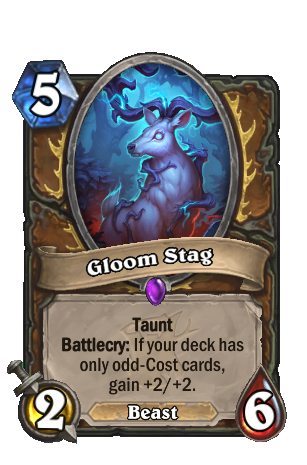 5
Gloom Stag
Taunt
Battlecry: If your deck has
only odd-Cost cards,
gain +2/+2.
2
Beast
6